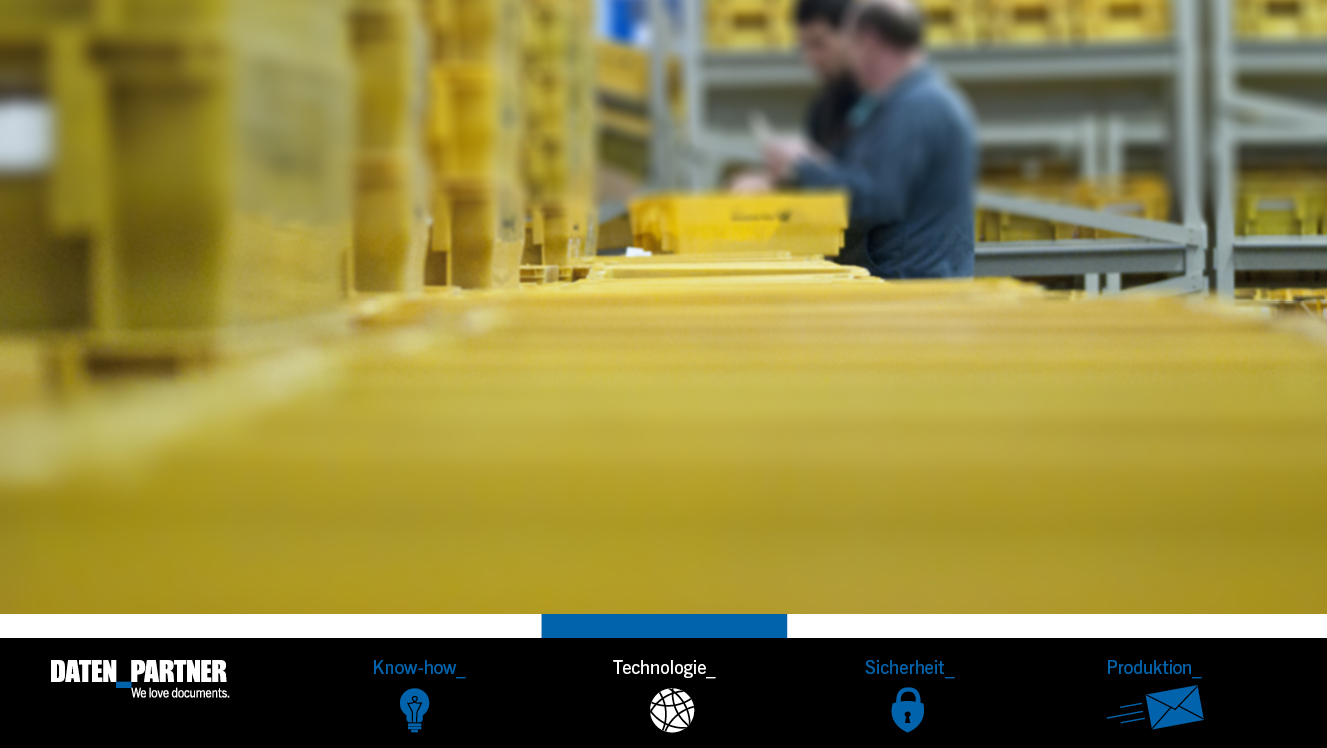 DATEN_PARTNER
We love documents.
Know-how_
Technologie_
Sicherheit_
Produktion_